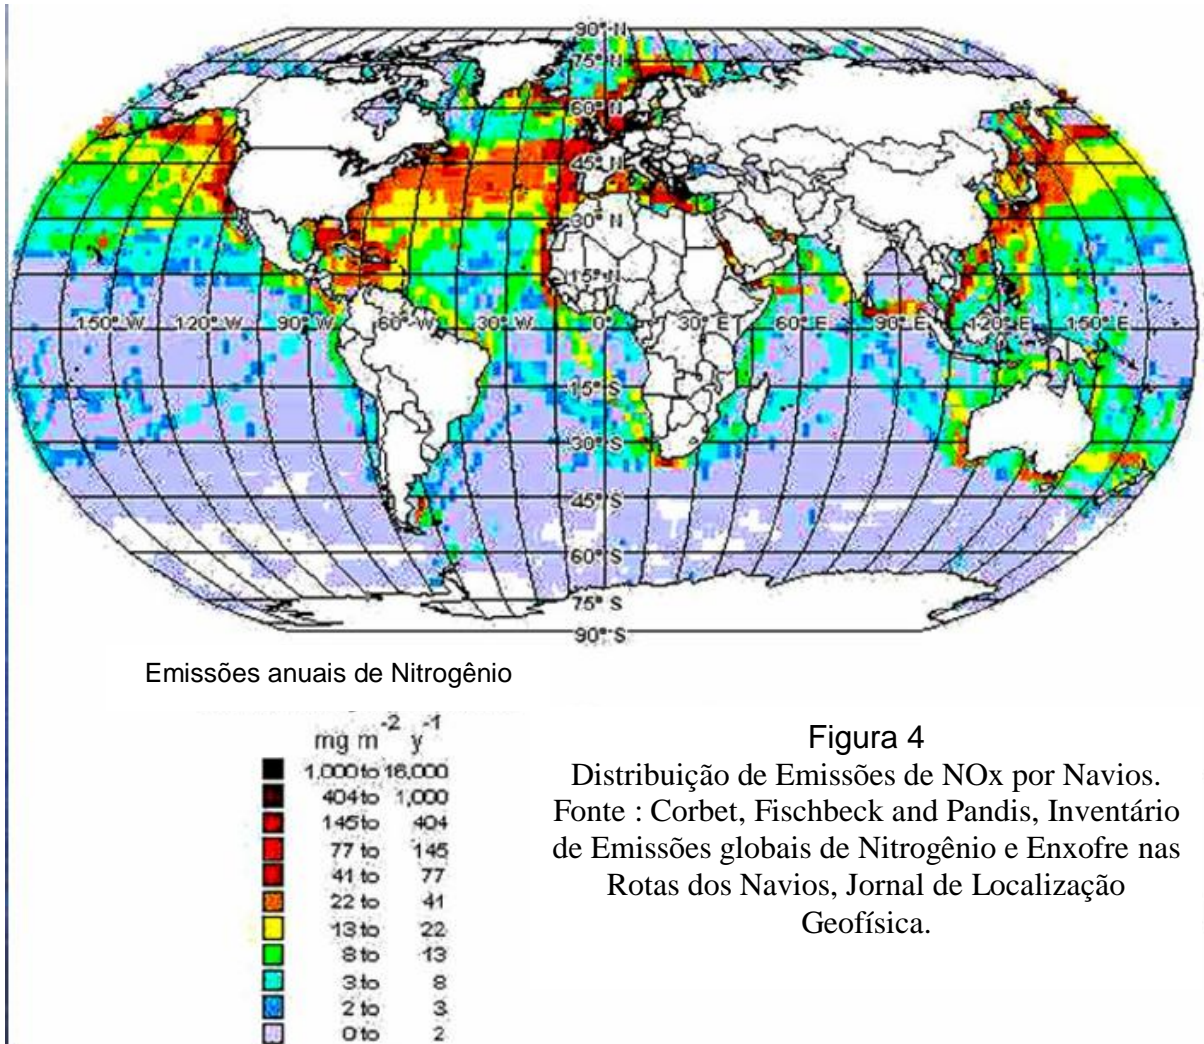 90° N
75° N
60° N
45° N
30° N
15° N
150° W 120° W 90° W 60° W 30° W 0° 30° E 60° E 90° E 120° E 150° E
15° S
30° S
45° S
60° S
75° S
90° S
Emissões anuais de Nitrogênio
mg m -2 y -1
1,000 to 16,000
404 to 1,000
145 to 404
77 to 145
41 to 77
22 to 41
13 to 22
8 to 13
3 to 8
2 to 3
0 to 2
Figura 4
Distribuição de Emissões de NOx por Navios.
Fonte : Corbet, Fischbeck and Pandis, Inventário
de Emissões globais de Nitrogênio e Enxofre nas
Rotas dos Navios, Jornal de Localização
Geofísica.